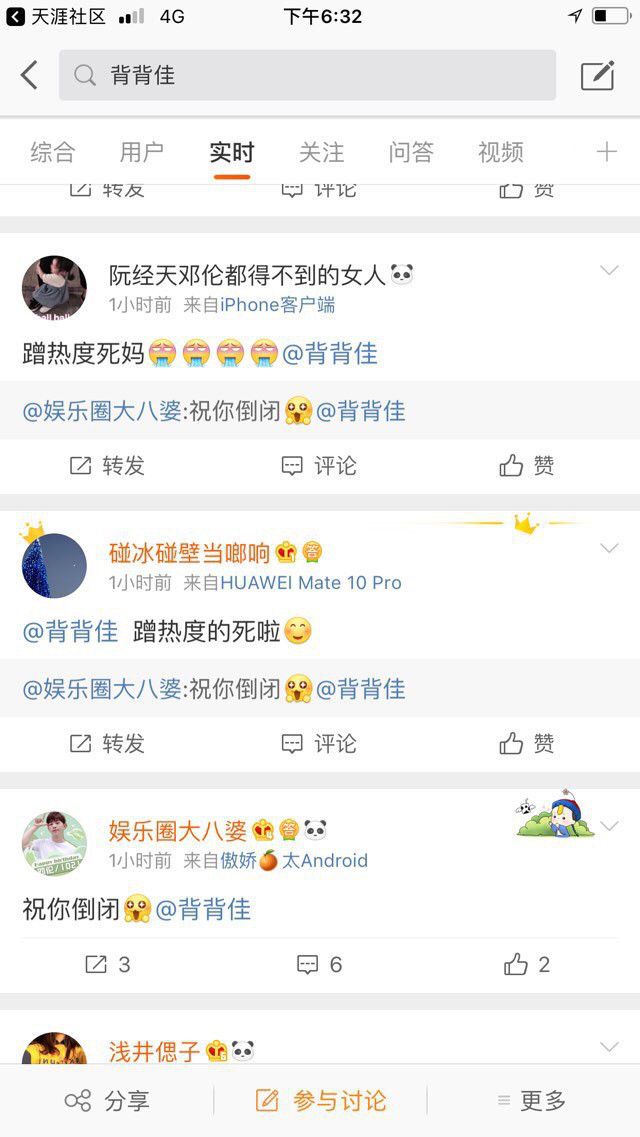 天涯社区 4G 下午6:32
背背佳
综合 用户 实时 关注 问答 视频
转发 评论 赞
阮经天邓伦都得不到的女人
1小时前 来自iPhone客户端
蹭热度死妈@背背佳
@娱乐圈大八婆:祝你倒闭@背背佳
转发 评论 赞
碰冰碰壁当啷响 答
1小时前 来自HUAWEI Mate 10 Pro
@背背佳 蹭热度的死啦
@娱乐圈大八婆:祝你倒闭@背背佳
转发 评论 赞
娱乐圈大八婆 答
1小时前 来自傲娇太Android
祝你倒闭@背背佳
3 6 2
浅井偲子
分享 参与讨论 更多